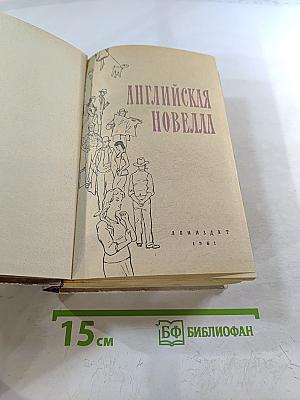 АНГЛИЙСКАЯ
НОВЕЛЛА
ЛЕНИЗДАТ
1961
15 см
БФ БИБЛИОФАН